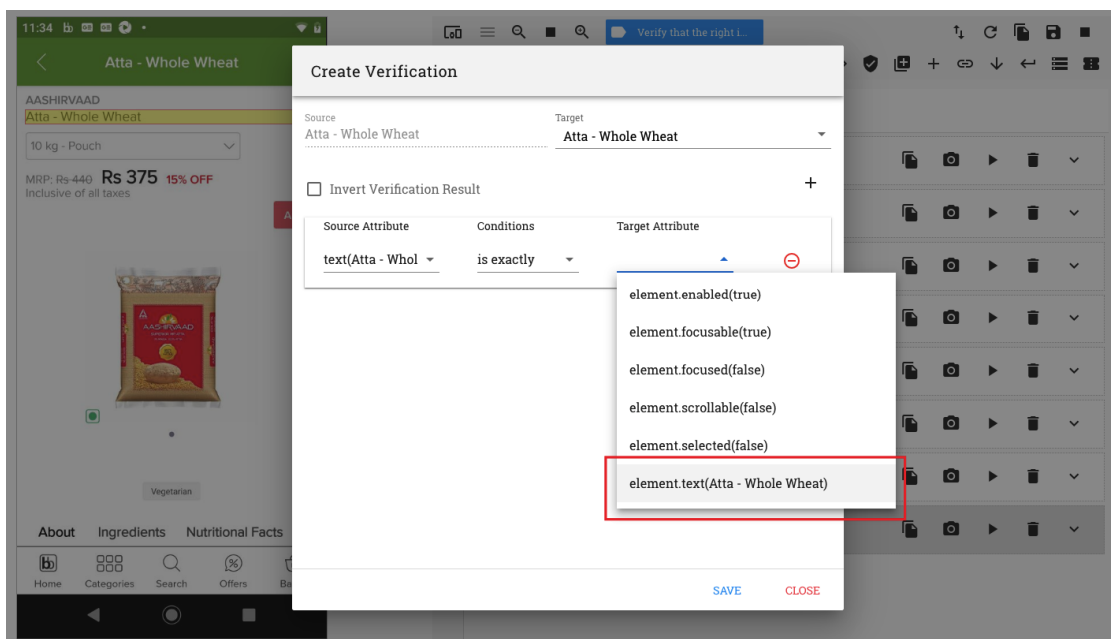 11:34
Verify that the right i...
Atta - Whole Wheat
AASHIRVAAD
Atta - Whole Wheat
10 kg - Pouch
MRP: Rs 440 Rs 375 15% OFF
Inclusive of all taxes
A
AASHIRVAAD
Vegetarian
About Ingredients Nutritional Facts
Home Categories Search Offers Ba
Create Verification
Source
Atta - Whole Wheat
Target
Atta - Whole Wheat
Invert Verification Result
Source Attribute Conditions Target Attribute
text(Atta - Whol is exactly
element.enabled(true)
element.focusable(true)
element.focused(false)
element.scrollable(false)
element.selected(false)
element.text(Atta - Whole Wheat)
SAVE CLOSE